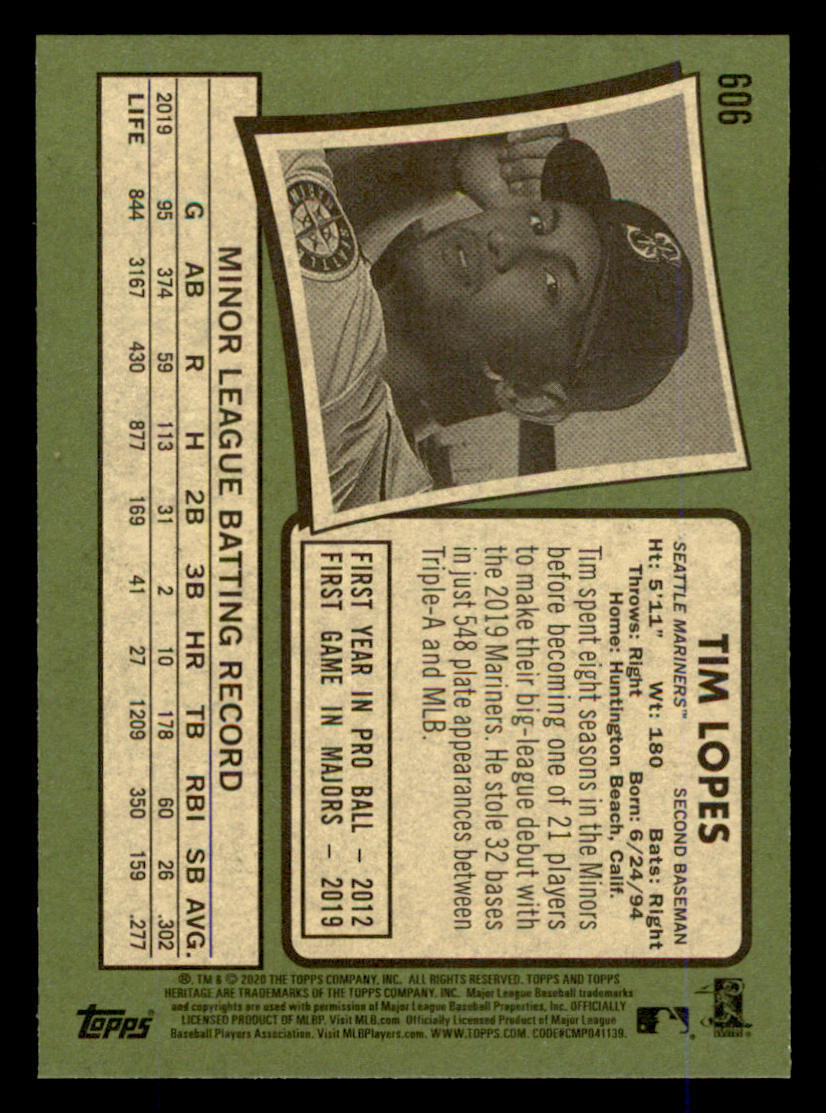 606
TIM LOPES
SEATTLE MARINERS™ SECOND BASEMAN
Ht: 5'11" Wt: 180 Bats: Right
Throws: Right Born: 6/24/94
Home: Huntington Beach, Calif.
Tim spent eight seasons in the Minors
before becoming one of 21 players
to make their big-league debut with
the 2019 Mariners. He stole 32 bases
in just 548 plate appearances between
Triple-A and MLB.
FIRST YEAR IN PRO BALL – 2012
FIRST GAME IN MAJORS – 2019
MINOR LEAGUE BATTING RECORD
G AB R H 2B 3B HR TB RBI SB AVG.
2019 95 374 59 113 31 2 10 178 60 26 .302
LIFE 844 3167 430 877 169 41 27 1209 350 159 .277
®, TM & © 2020 THE TOPPS COMPANY, INC. ALL RIGHTS RESERVED. TOPPS AND TOPPS
HERITAGE ARE TRADEMARKS OF THE TOPPS COMPANY, INC. Major League Baseball trademarks
and copyrights are used with permission of Major League Baseball Properties, Inc. OFFICIALLY
LICENSED PRODUCT OF MLBP. Visit MLB.com. Officially Licensed Product of Major League
Baseball Players Association. Visit MLBPlayers.com. WWW.TOPPS.COM. CODE#CMP041139.
topps